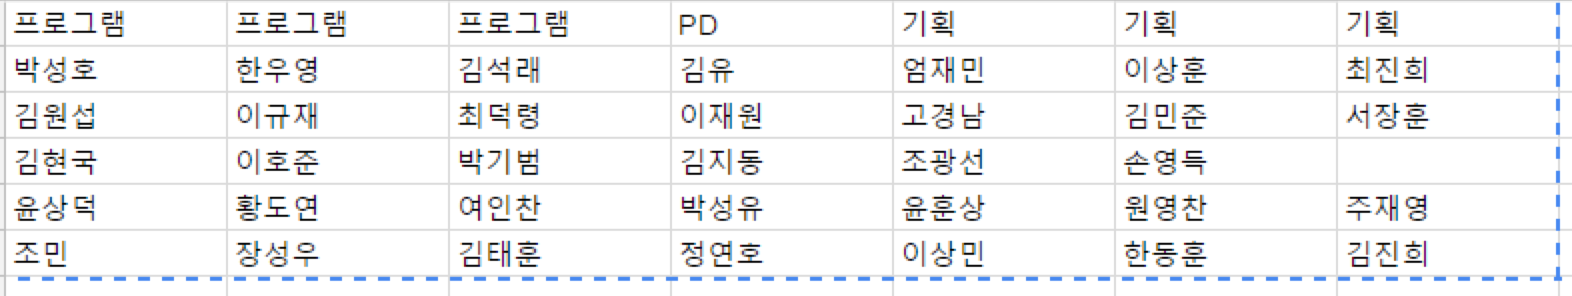 프로그램 프로그램 프로그램 PD 기획 기획 기획
박성호 한우영 김석래 김유 엄재민 이상훈 최진희
김원섭 이규재 최덕령 이재원 고경남 김민준 서장훈
김현국 이호준 박기범 김지동 조광선 손영득
윤상덕 황도연 여인찬 박성유 윤훈상 원영찬 주재영
조민 장성우 김태훈 정연호 이상민 한동훈 김진희